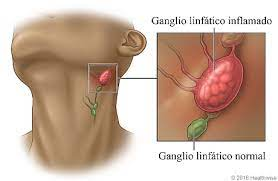 Ganglio linfático inflamado
Ganglio linfático normal
© 2016 Healthwise